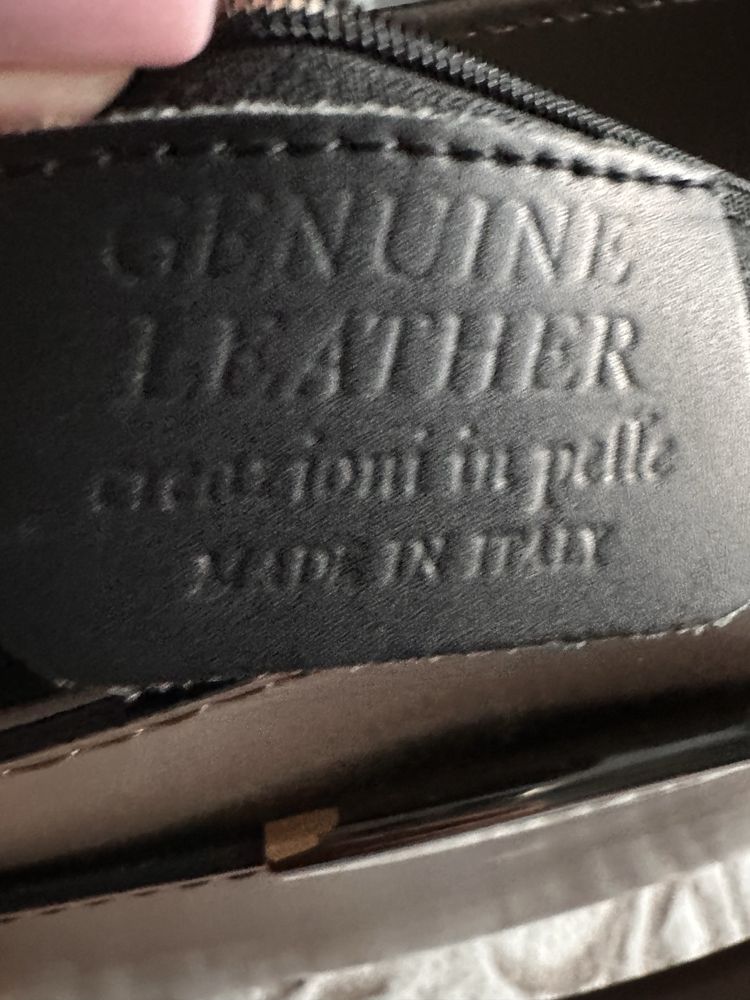 GENUINE
LEATHER
creazioni in pelle
MADE IN ITALY